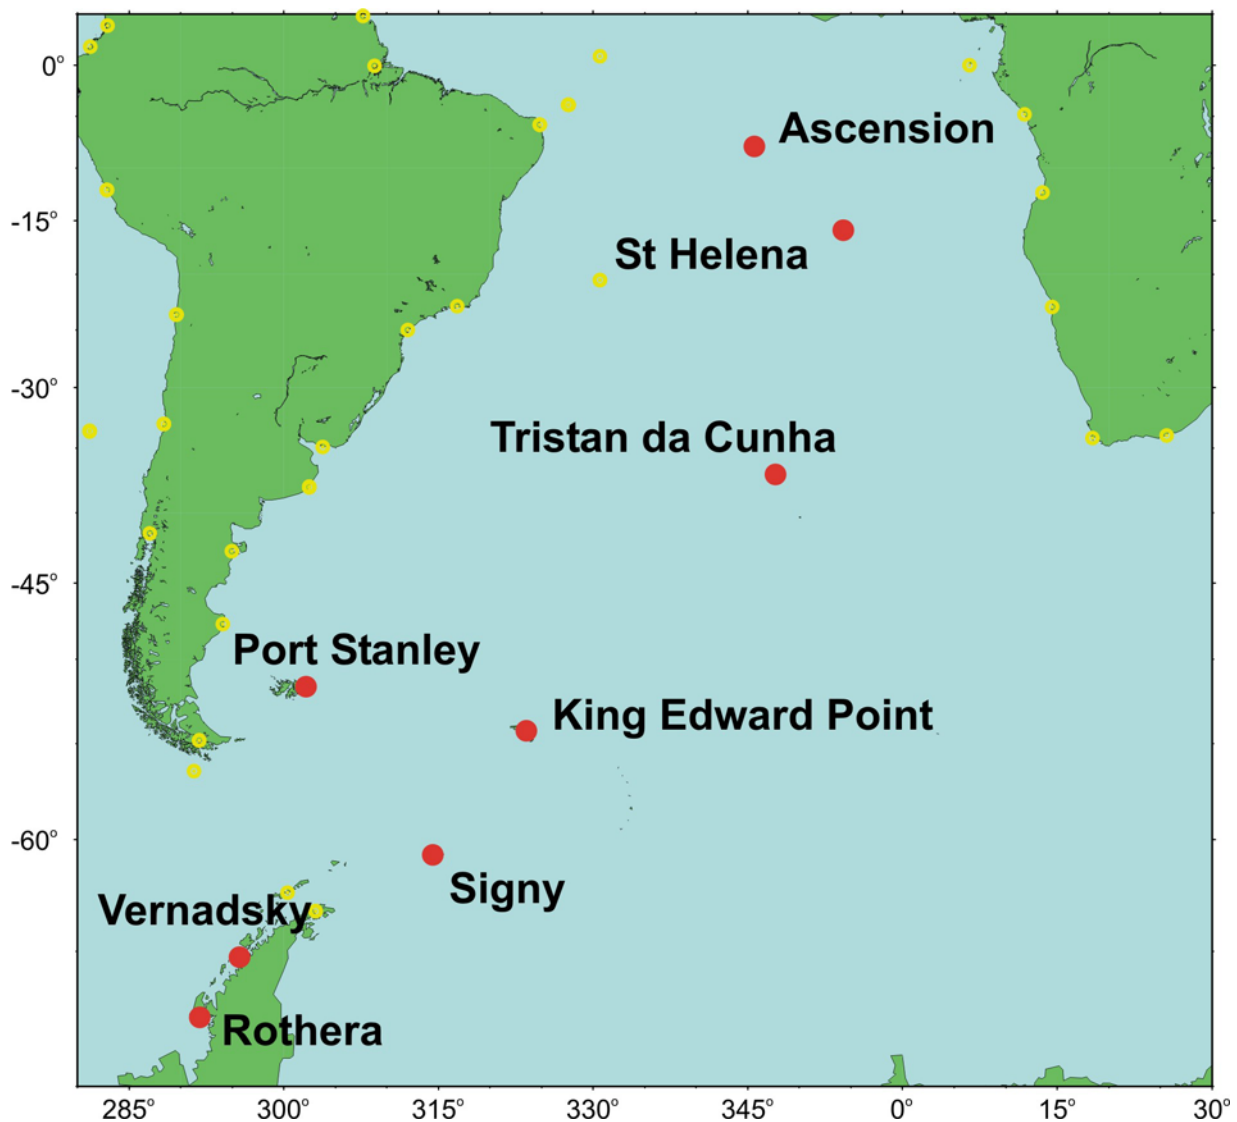 0°
Ascension
-15°
St Helena
-30°
Tristan da Cunha
-45°
Port Stanley
King Edward Point
-60°
Signy
Vernadsky
Rothera
285° 300° 315° 330° 345° 0° 15° 30°